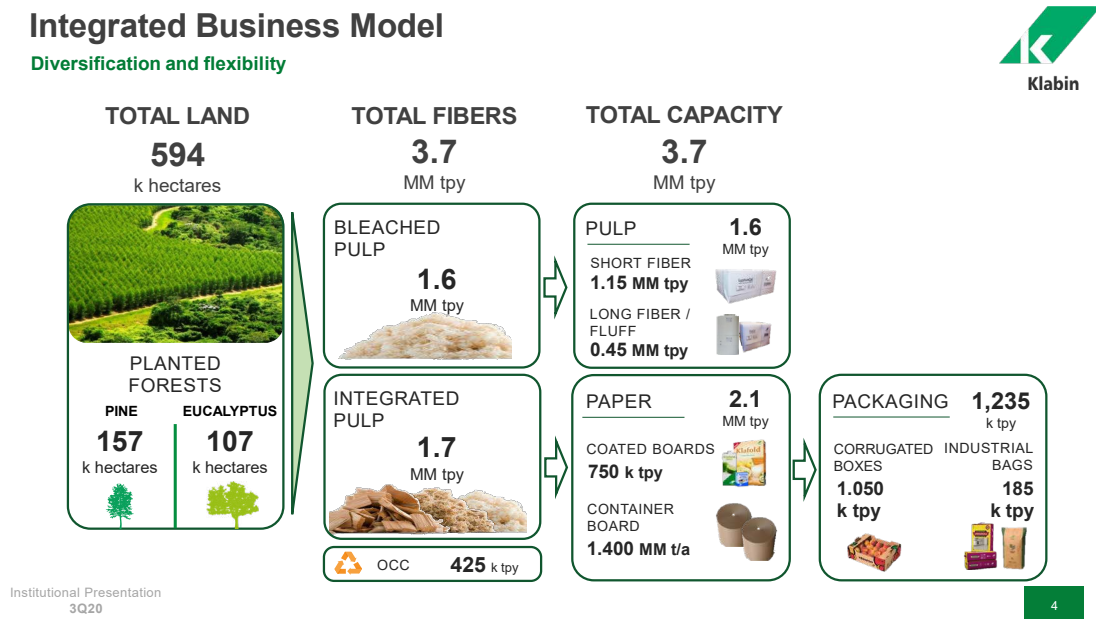 Integrated Business Model
Diversification and flexibility
Klabin
TOTAL LAND
594
k hectares
TOTAL FIBERS
3.7
MM tpy
TOTAL CAPACITY
3.7
MM tpy
PLANTED
FORESTS
PINE
157
k hectares
EUCALYPTUS
107
k hectares
BLEACHED
PULP
1.6
MM tpy
INTEGRATED
PULP
1.7
MM tpy
OCC
425 k tpy
PULP
1.6
MM tpy
SHORT FIBER
1.15 MM tpy
LONG FIBER /
FLUFF
0.45 MM tpy
PAPER
2.1
MM tpy
COATED BOARDS
750 k tpy
Klafold
CONTAINER
BOARD
1.400 MM t/a
PACKAGING
1,235
k tpy
CORRUGATED
BOXES
1.050
k tpy
INDUSTRIAL
BAGS
185
k tpy
Institutional Presentation
3Q20
4